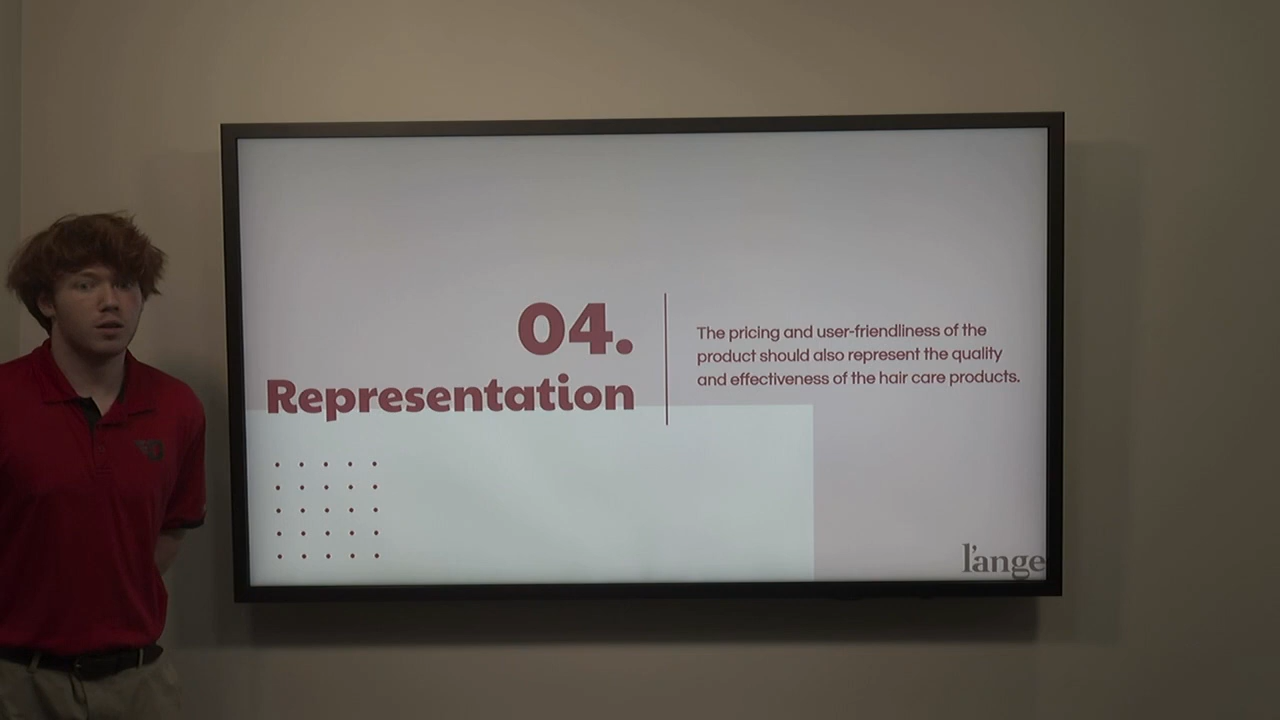 04.
Representation
The pricing and user-friendliness of the
product should also represent the quality
and effectiveness of the hair care products.
l'ange